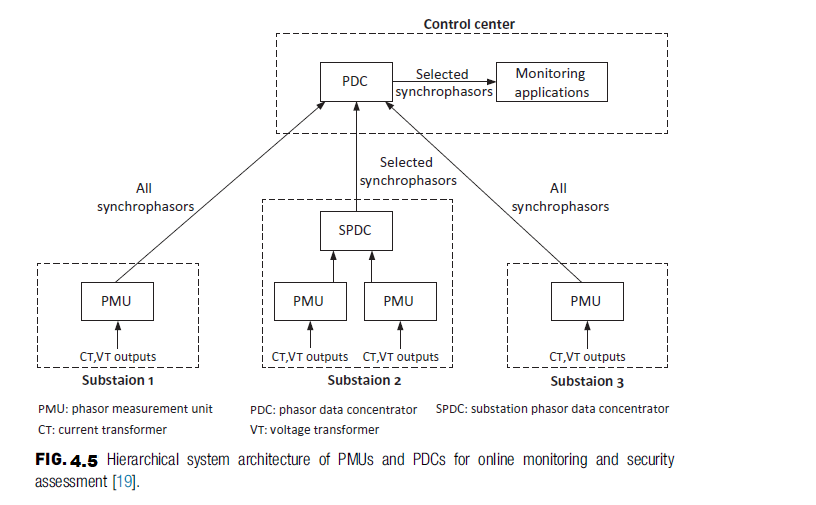 Control center
PDC
Selected
synchrophasors
Monitoring
applications
Selected
synchrophasors
All
synchrophasors
All
synchrophasors
SPDC
PMU
PMU
PMU
PMU
CT,VT outputs
CT,VT outputs
CT,VT outputs
CT,VT outputs
Substaion 1
Substaion 2
Substaion 3
PMU: phasor measurement unit
PDC: phasor data concentrator
SPDC: substation phasor data concentrator
CT: current transformer
VT: voltage transformer
FIG. 4.5 Hierarchical system architecture of PMUs and PDCs for online monitoring and security
assessment [19].